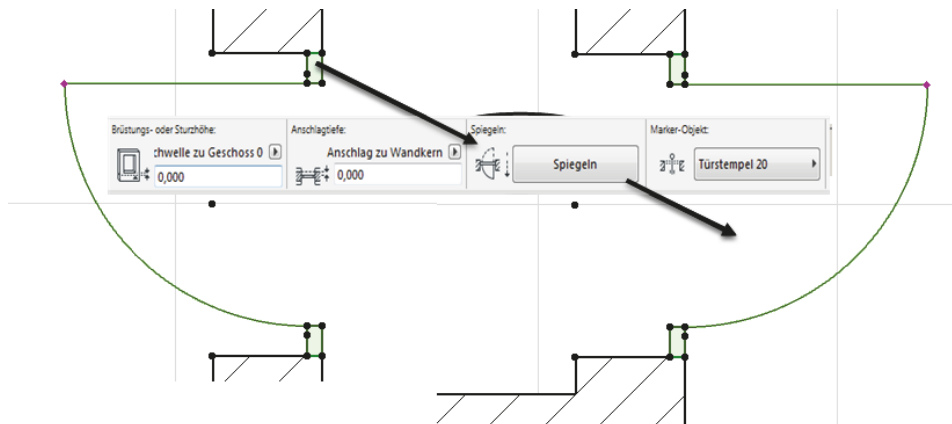 Brüstungs- oder Sturzhöhe:
Anschlagtiefe:
Spiegeln:
Marker-Objekt:
chwelle zu Geschoss 0
Anschlag zu Wandkern
Spiegeln
Türstempel 20
0,000
0,000